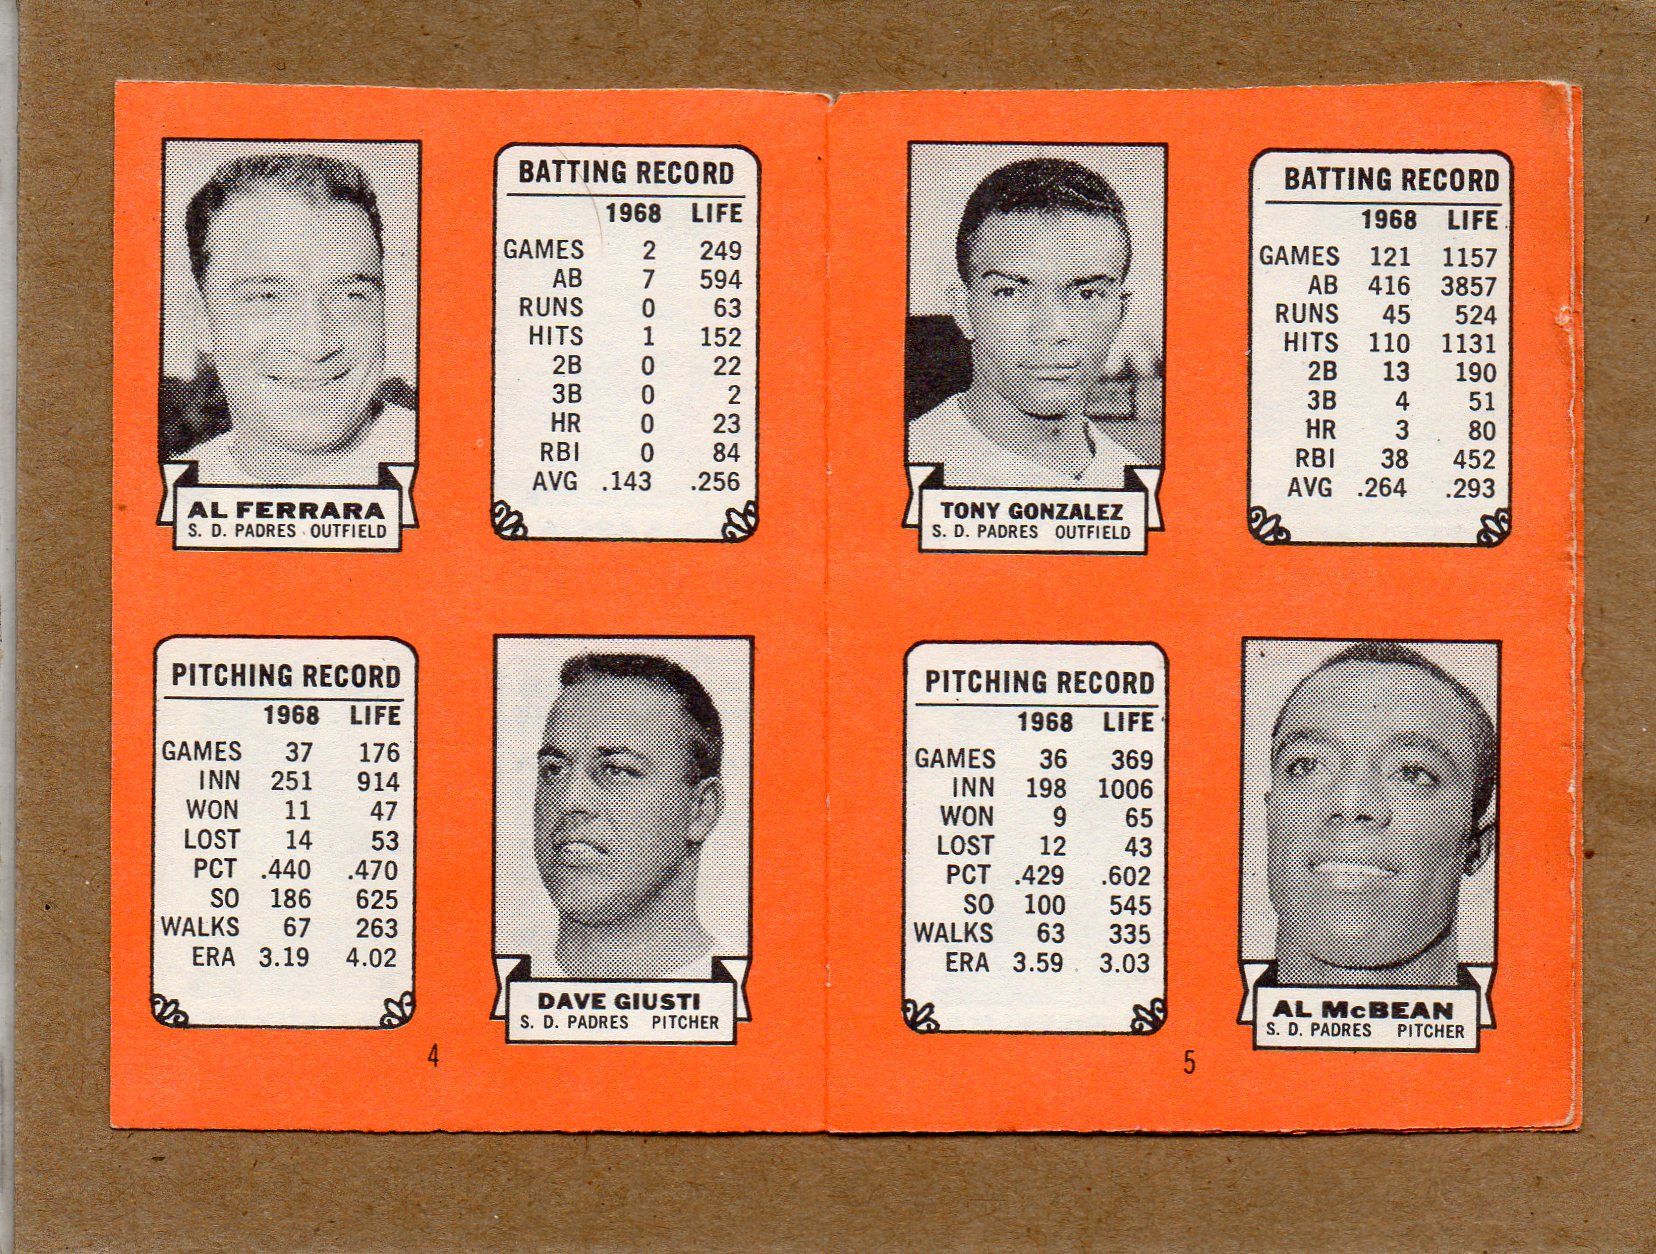 BATTING RECORD
1968 LIFE
GAMES 2 249
AB 7 594
RUNS 0 63
HITS 1 152
2B 0 22
3B 0 2
HR 0 23
RBI 0 84
AVG .143 .256
AL FERRARA
S. D. PADRES OUTFIELD
PITCHING RECORD
1968 LIFE
GAMES 37 176
INN 251 914
WON 11 47
LOST 14 53
PCT .440 .470
SO 186 625
WALKS 67 263
ERA 3.19 4.02
DAVE GIUSTI
S. D. PADRES PITCHER
4
BATTING RECORD
1968 LIFE
GAMES 121 1157
AB 416 3857
RUNS 45 524
HITS 110 1131
2B 13 190
3B 4 51
HR 3 80
RBI 38 452
AVG .264 .293
TONY GONZALEZ
S. D. PADRES OUTFIELD
PITCHING RECORD
1968 LIFE
GAMES 36 369
INN 198 1006
WON 9 65
LOST 12 43
PCT .429 .602
SO 100 545
WALKS 63 335
ERA 3.59 3.03
AL McBEAN
S. D. PADRES PITCHER
5